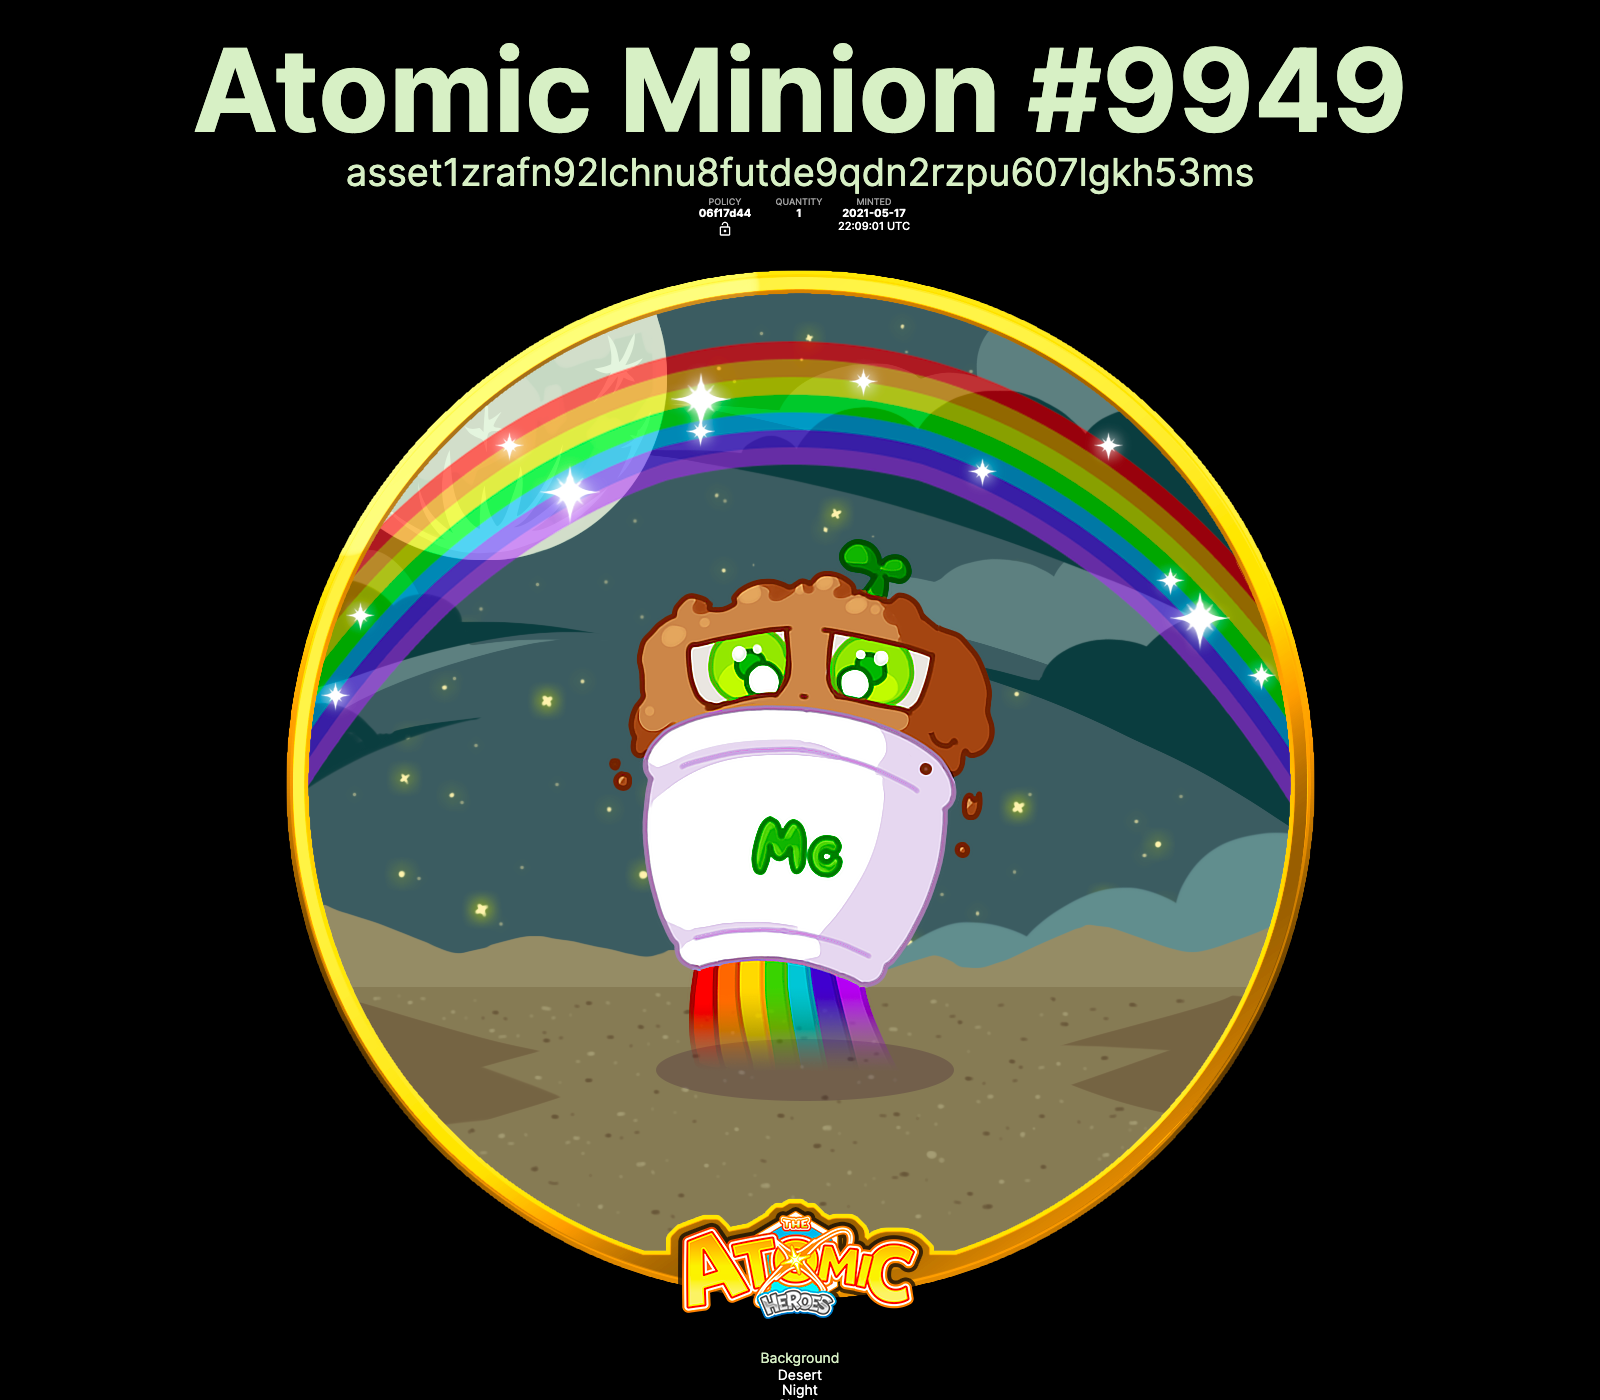 Atomic Minion #9949
asset1zrafn92lchnu8futde9qdn2rzpu607lgkh53ms
POLICY QUANTITY MINTED
06f17d44 1 2021-05-17
22:09:01 UTC
Mc
THE
ATOMIC
HEROES
Background
Desert
Night